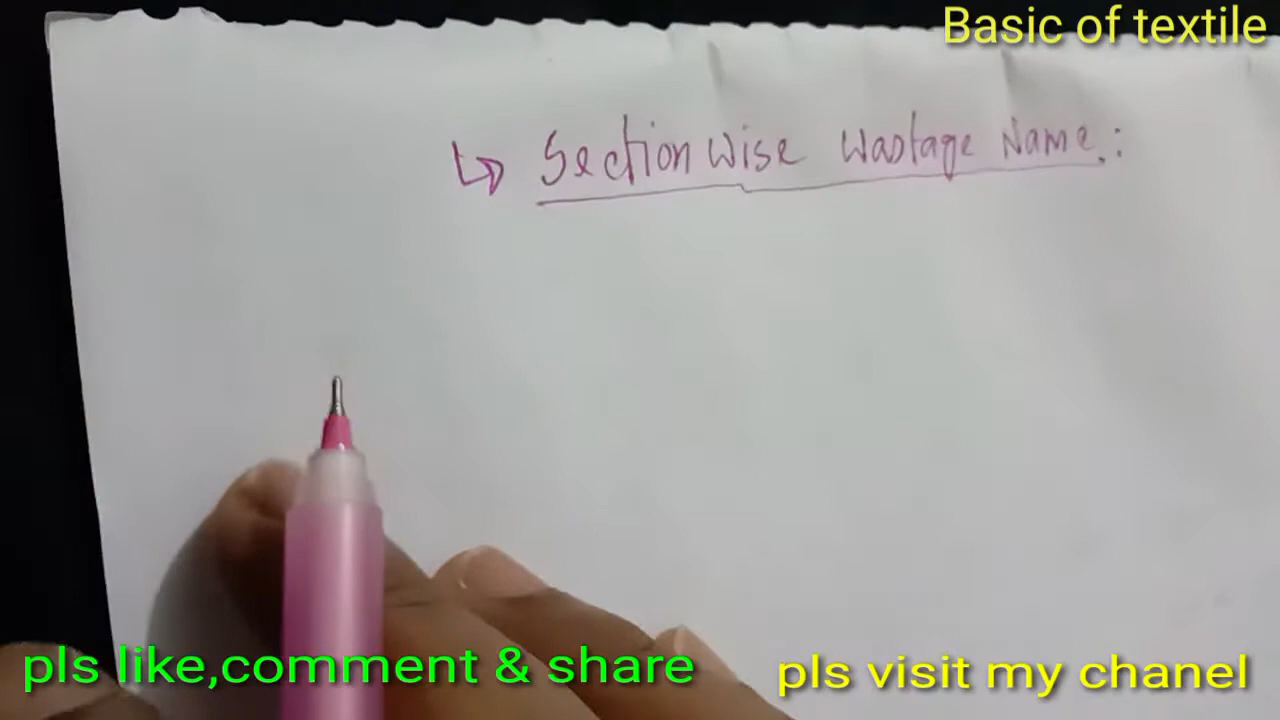 Basic of textile
↳ Section Wise Wastage Name :
pls like,comment & share
pls visit my chanel